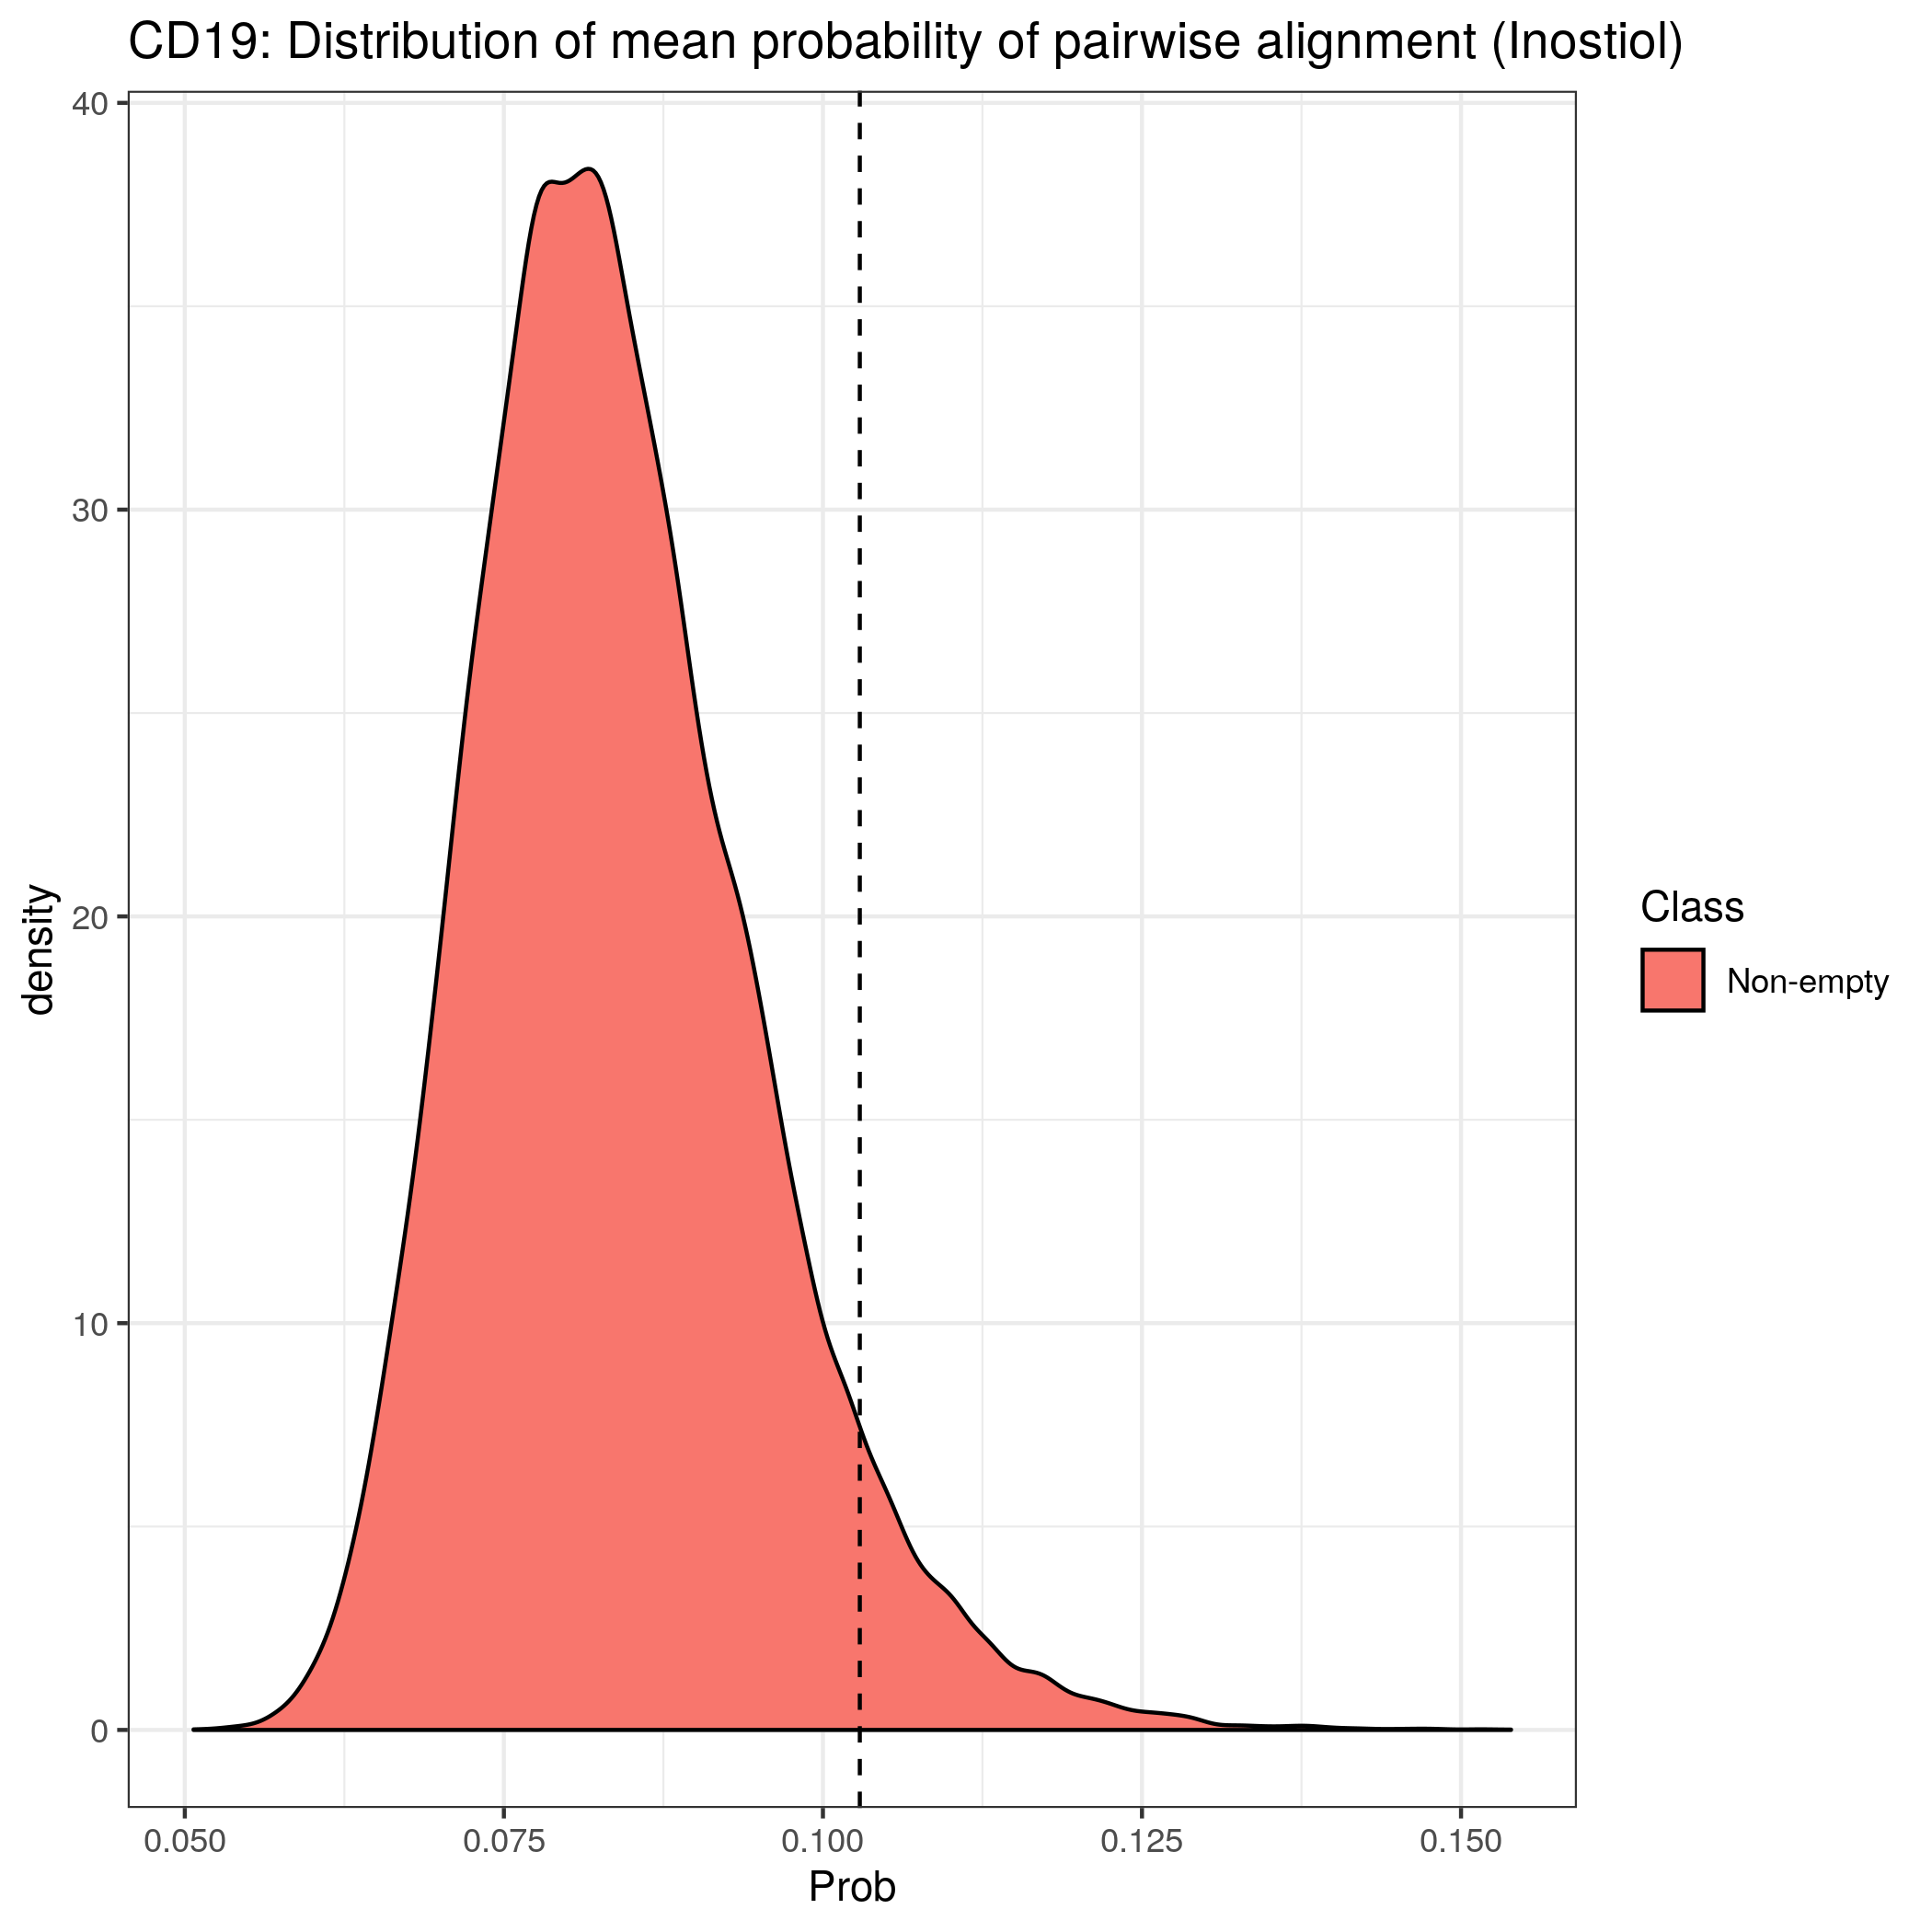 CD19: Distribution of mean probability of pairwise alignment (Inostiol)
40
30
20
10
0
density
0.050
0.075
0.100
0.125
0.150
Prob
Class
Non-empty